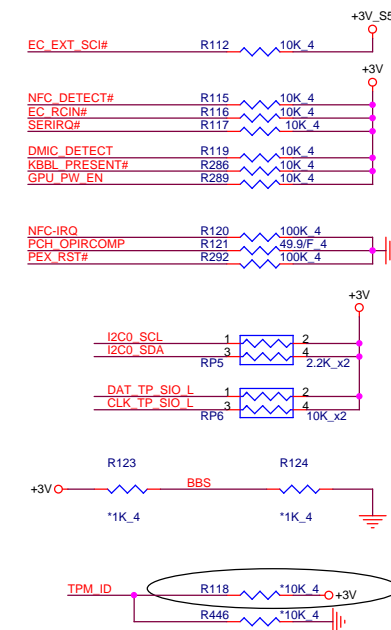 +3V_S5
EC_EXT_SCI# R112 10K_4
+3V
NFC_DETECT# R115 10K_4
EC_RCIN# R116 10K_4
SERIRQ# R117 10K_4
DMIC_DETECT R119 10K_4
KBBL_PRESENT# R286 10K_4
GPU_PW_EN R289 10K_4
NFC-IRQ R120 100K_4
PCH_OPIRCOMP R121 49.9/F_4
PEX_RST# R292 100K_4
+3V
I2C0_SCL 1 2
I2C0_SDA 3 4
RP5 2.2K_x2
DAT_TP_SIO_L 1 2
CLK_TP_SIO_L 3 4
RP6 10K_x2
R123 R124
+3V BBS
*1K_4 *1K_4
TPM_ID R118 *10K_4 +3V
R446 *10K_4